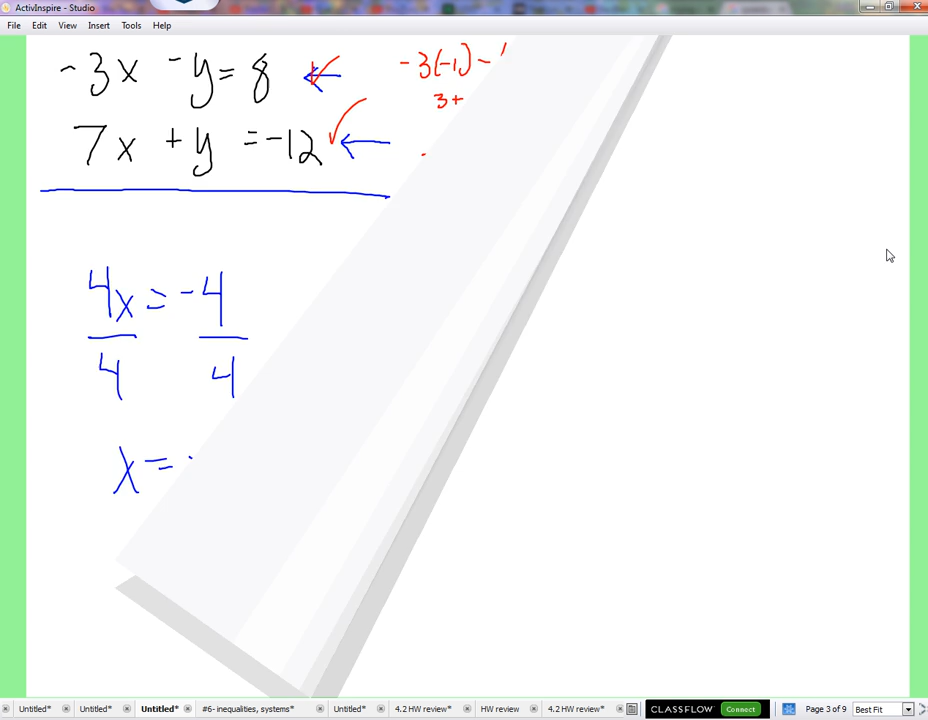 ActivInspire - Studio
File Edit View Insert Tools Help
-3x - y = 8
-3(-1) -
3+
7x + y = -12
4x = -4
4 4
x =
Untitled* Untitled* Untitled* #6- inequalities, systems* Untitled* 4.2 HW review* HW review 4.2 HW review* CLASSFLOW Connect Page 3 of 9 Best Fit